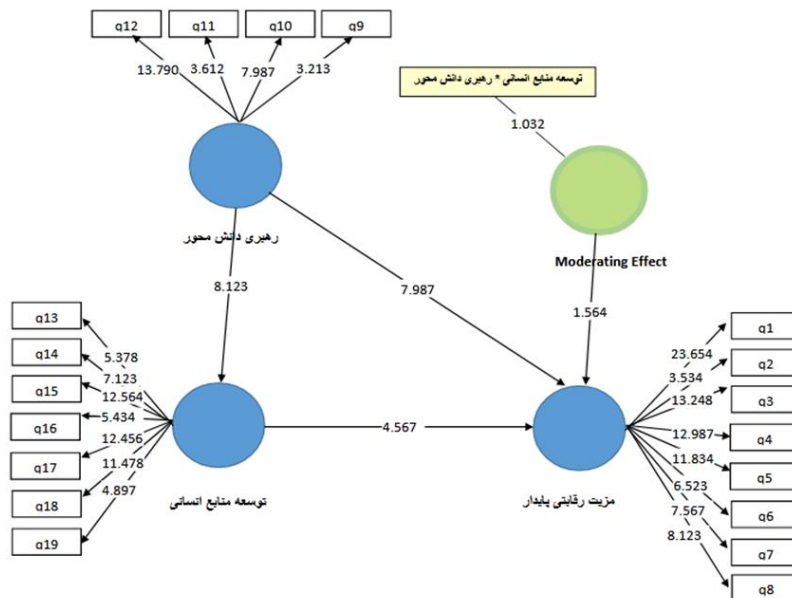 q12
q11
q10
q9
13.790
3.612
7.987
3.213
توسعه منابع انسانی * رهبری دانش محور
1.032
رهبری دانش محور
Moderating Effect
8.123
7.987
1.564
q13
q14
q15
q16
q17
q18
q19
5.378
7.123
12.564
5.434
12.456
11.478
4.897
توسعه منابع انسانی
4.567
مزیت رقابتی پایدار
23.654
3.534
13.248
12.987
11.834
6.523
7.567
8.123
q1
q2
q3
q4
q5
q6
q7
q8